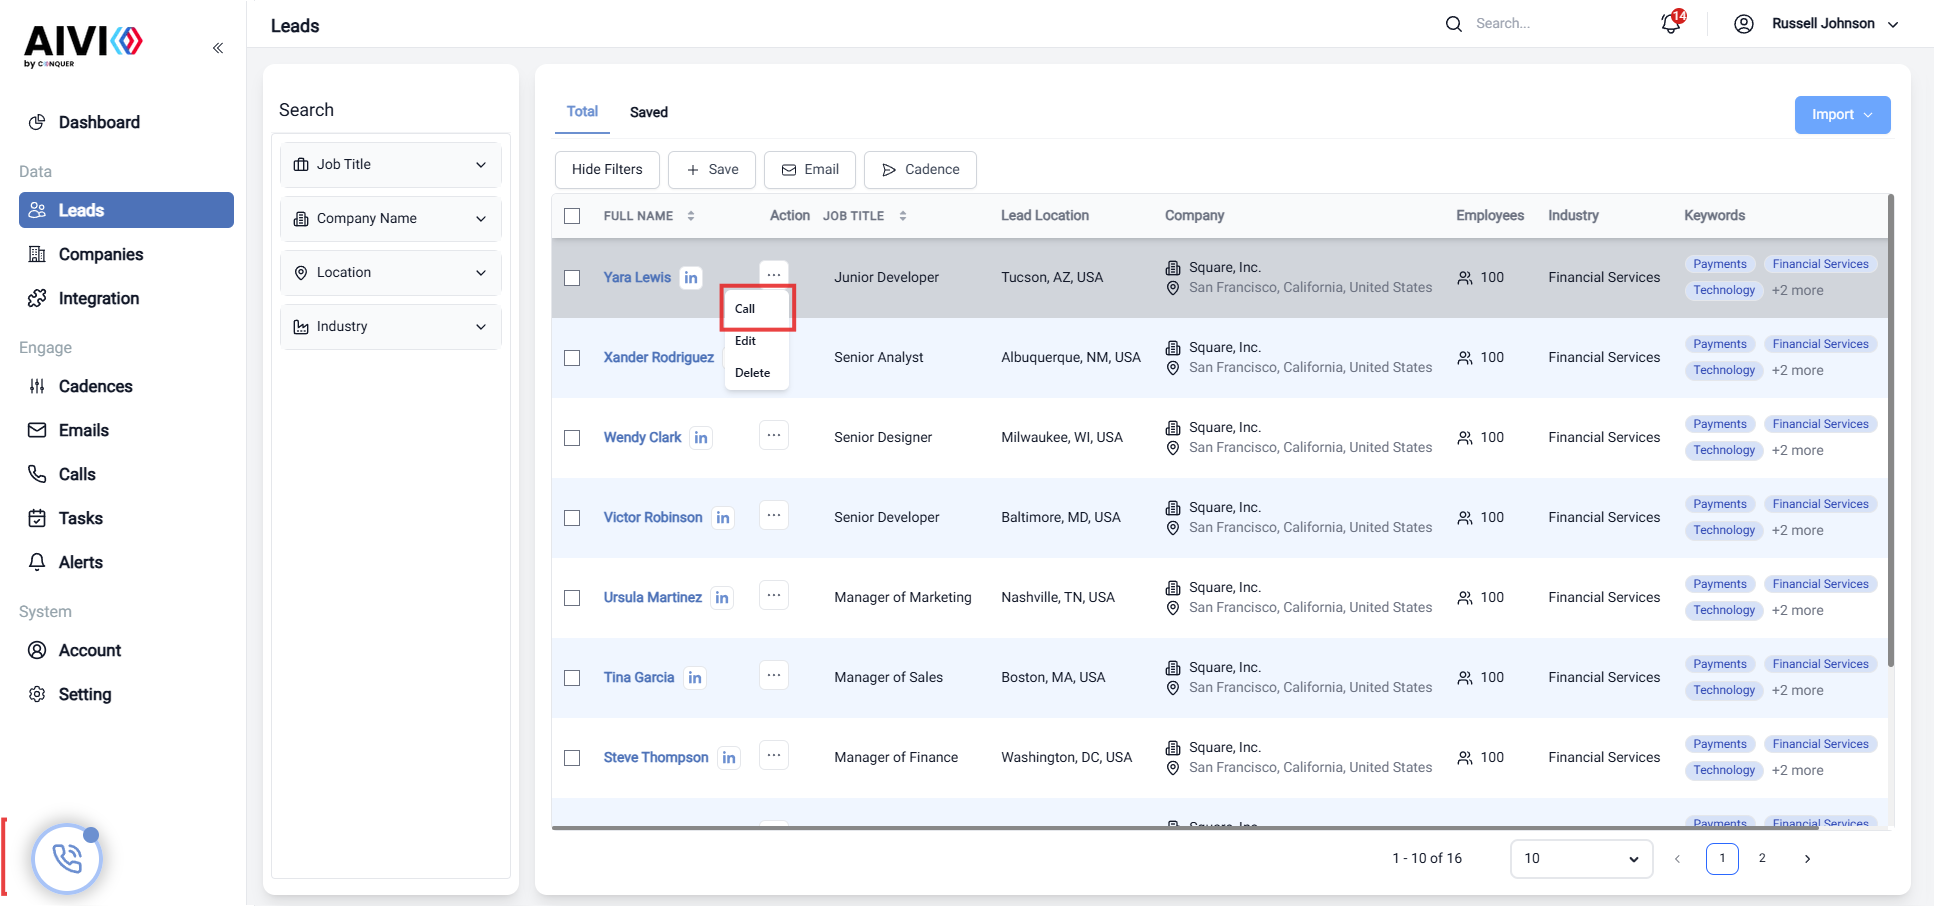 AIVI
by CONQUER
Dashboard
Data
Leads
Companies
Integration
Engage
Cadences
Emails
Calls
Tasks
Alerts
System
Account
Setting
Leads
Search...
14
Russell Johnson
Search
Job Title
Company Name
Location
Industry
Total
Saved
Import
Hide Filters
Save
Email
Cadence
FULL NAME Action JOB TITLE Lead Location Company Employees Industry Keywords
Yara Lewis in ... Junior Developer Tucson, AZ, USA Square, Inc. San Francisco, California, United States 100 Financial Services Payments Financial Services Technology +2 more
Call
Edit
Delete
Xander Rodriguez Senior Analyst Albuquerque, NM, USA Square, Inc. San Francisco, California, United States 100 Financial Services Payments Financial Services Technology +2 more
Wendy Clark in ... Senior Designer Milwaukee, WI, USA Square, Inc. San Francisco, California, United States 100 Financial Services Payments Financial Services Technology +2 more
Victor Robinson in ... Senior Developer Baltimore, MD, USA Square, Inc. San Francisco, California, United States 100 Financial Services Payments Financial Services Technology +2 more
Ursula Martinez in ... Manager of Marketing Nashville, TN, USA Square, Inc. San Francisco, California, United States 100 Financial Services Payments Financial Services Technology +2 more
Tina Garcia in ... Manager of Sales Boston, MA, USA Square, Inc. San Francisco, California, United States 100 Financial Services Payments Financial Services Technology +2 more
Steve Thompson in ... Manager of Finance Washington, DC, USA Square, Inc. San Francisco, California, United States 100 Financial Services Payments Financial Services Technology +2 more
Square, Inc. Payments Financial Services
1 - 10 of 16
10
1
2